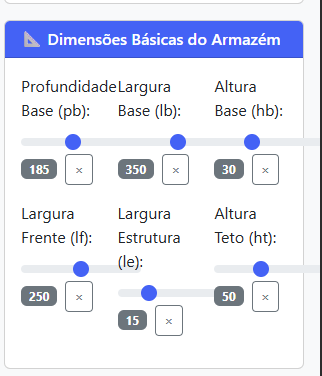 📐 Dimensões Básicas do Armazém
Profundidade Largura Altura
Base (pb): Base (lb): Base (hb):
185 × 350 × 30 ×
Largura Largura Altura
Frente (lf): Estrutura Teto (ht):
(le):
250 × 50 ×
15 ×